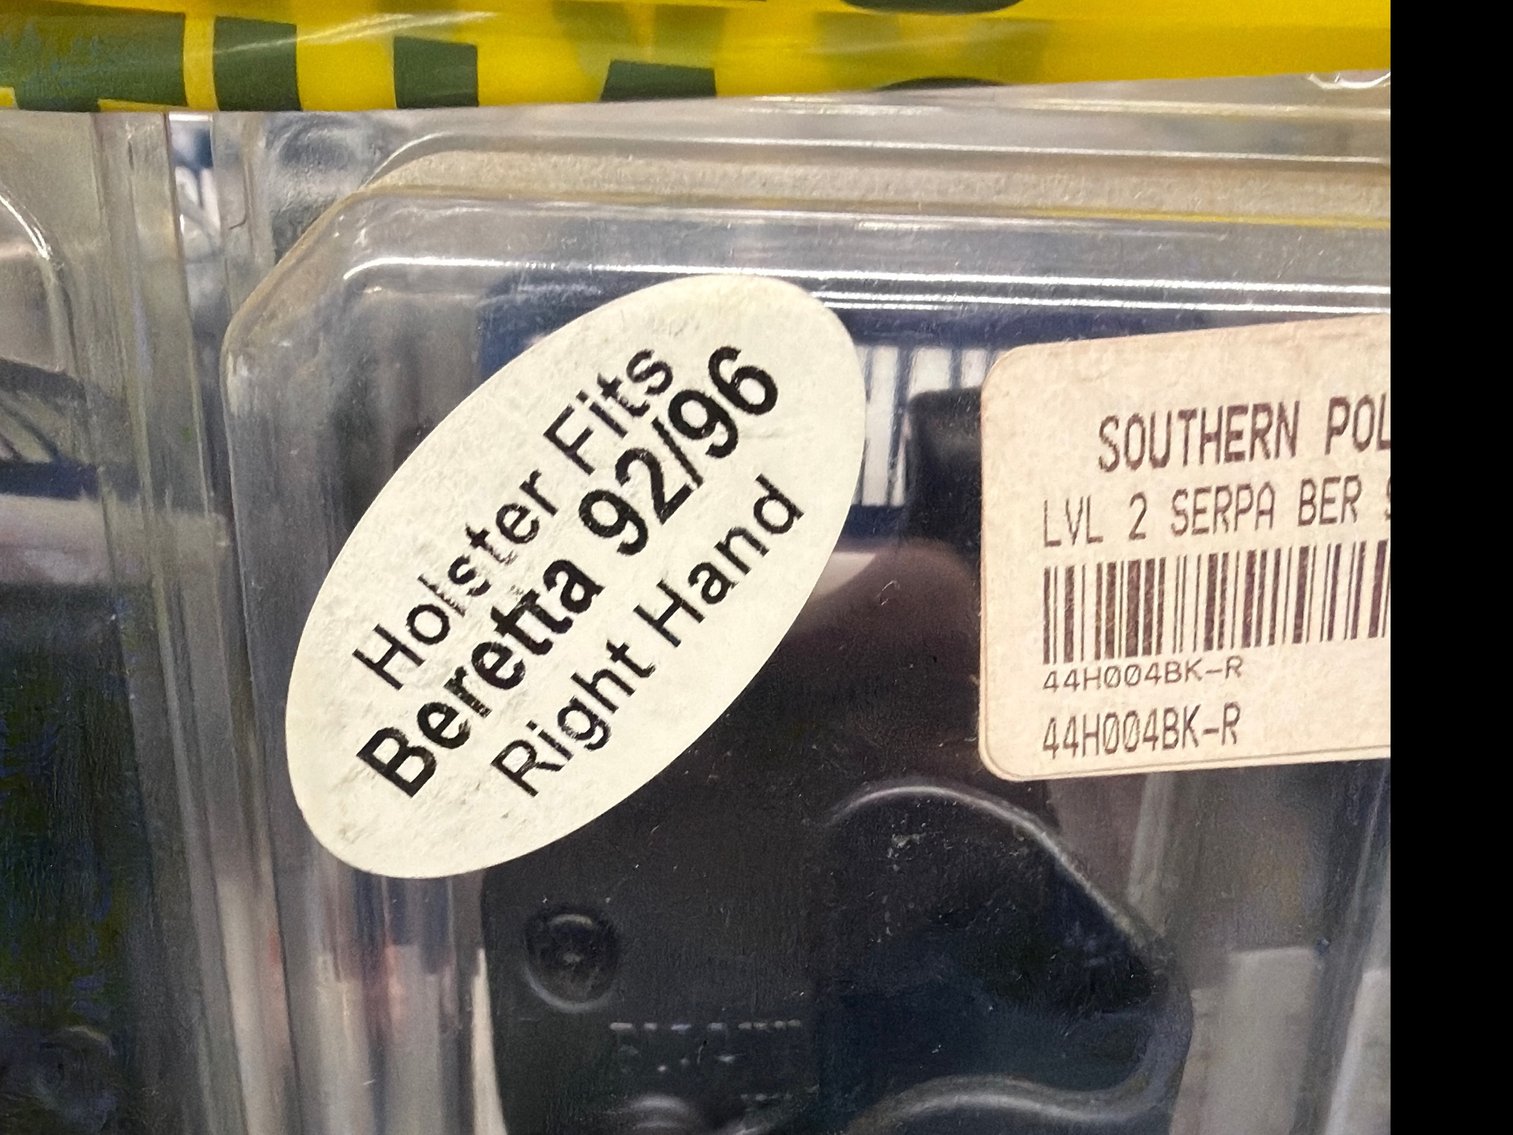 Holster Fits
Beretta 92/96
Right Hand
SOUTHERN POL
LVL 2 SERPA BER
44H004BK-R
44H004BK-R